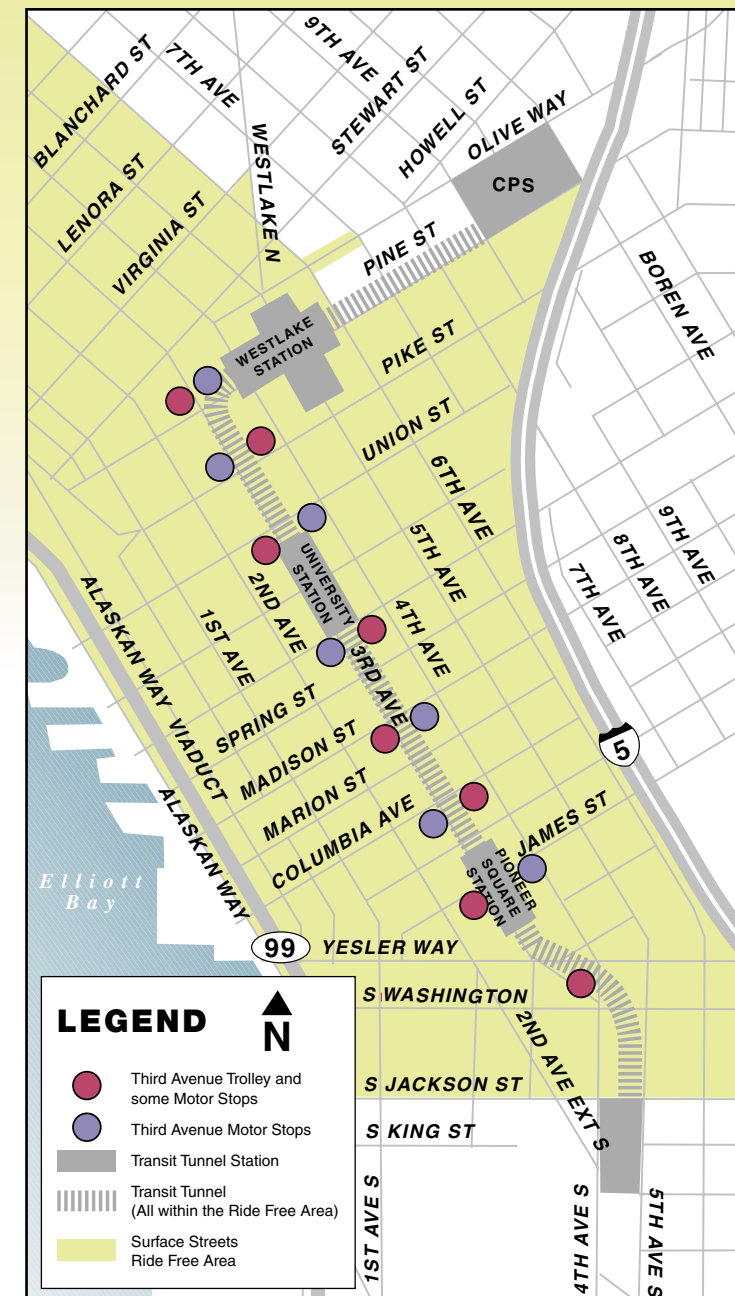 BLANCHARD ST
7TH AVE
9TH AVE
STEWART ST
HOWELL ST
OLIVE WAY
CPS
LENORA ST
VIRGINIA ST
WESTLAKE N
PINE ST
BOREN AVE
WESTLAKE
STATION
PIKE ST
UNION ST
6TH AVE
5TH AVE
4TH AVE
9TH AVE
8TH AVE
7TH AVE
UNIVERSITY
STATION
2ND AVE
1ST AVE
3RD AVE
ALASKAN WAY VIADUCT
SPRING ST
MADISON ST
MARION ST
COLUMBIA AVE
ALASKAN WAY
5
JAMES ST
PIONEER
SQUARE
STATION
Elliott
Bay
99
YESLER WAY
S WASHINGTON
2ND AVE EXT S
S JACKSON ST
S KING ST
1ST AVE S
4TH AVE S
5TH AVE S
LEGEND
N
Third Avenue Trolley and
some Motor Stops
Third Avenue Motor Stops
Transit Tunnel Station
Transit Tunnel
(All within the Ride Free Area)
Surface Streets
Ride Free Area